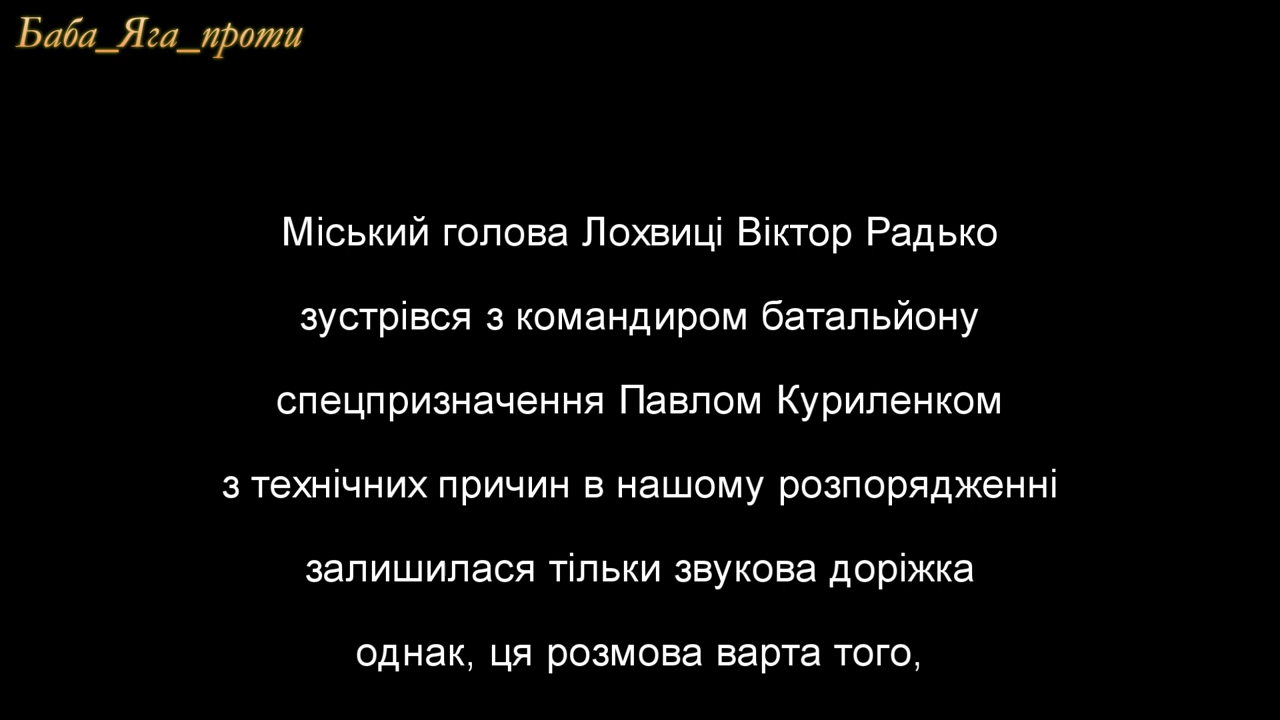 Баба_Яга_проти
Міський голова Лохвиці Віктор Радько
зустрівся з командиром батальйону
спецпризначення Павлом Куриленком
з технічних причин в нашому розпорядженні
залишилася тільки звукова доріжка
однак, ця розмова варта того,